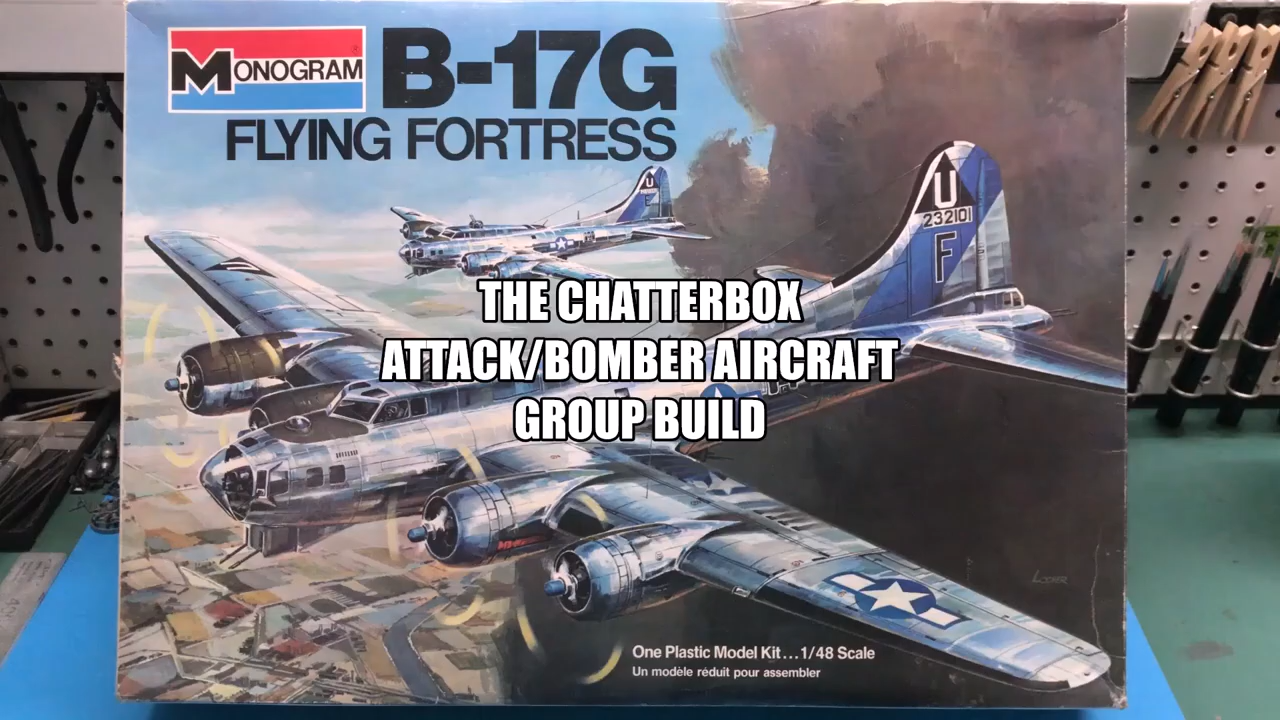 MONOGRAM
B-17G
FLYING FORTRESS
U
U
232101
F
THE CHATTERBOX
ATTACK/BOMBER AIRCRAFT
GROUP BUILD
LOOKER
One Plastic Model Kit...1/48 Scale
Un modèle réduit pour assembler